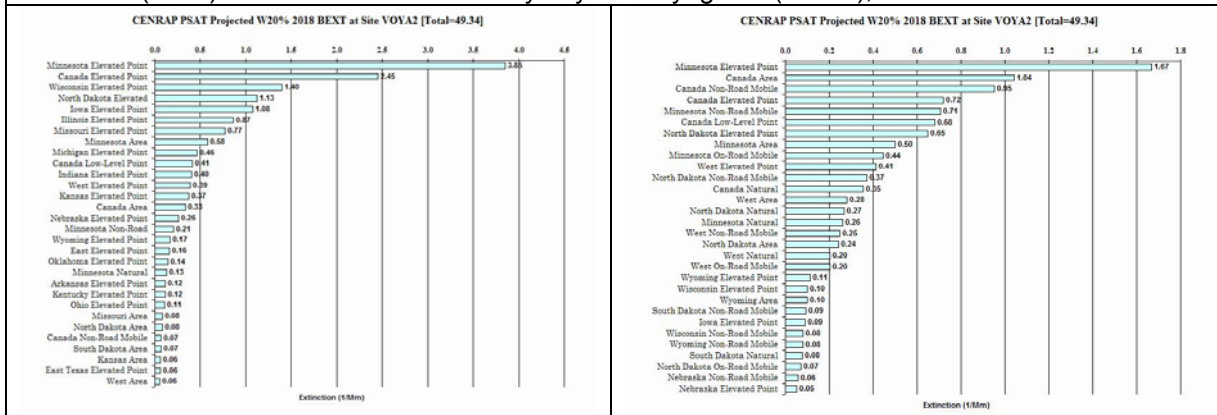 CENRAP PSAT Projected W20% 2018 BEXT at Site VOYA2 [Total=49.34]
0.0 0.5 1.0 1.5 2.0 2.5 3.0 3.5 4.0 4.5
Minnesota Elevated Point 3.85
Canada Elevated Point 2.45
Wisconsin Elevated Point 1.40
North Dakota Elevated 1.13
Iowa Elevated Point 1.08
Illinois Elevated Point 0.87
Missouri Elevated Point 0.77
Minnesota Area 0.58
Michigan Elevated Point 0.46
Canada Low-Level Point 0.41
Indiana Elevated Point 0.40
West Elevated Point 0.39
Kansas Elevated Point 0.37
Canada Area 0.33
Nebraska Elevated Point 0.26
Minnesota Non-Road 0.21
Wyoming Elevated Point 0.17
East Elevated Point 0.16
Oklahoma Elevated Point 0.14
Minnesota Natural 0.13
Arkansas Elevated Point 0.12
Kentucky Elevated Point 0.12
Ohio Elevated Point 0.11
Missouri Area 0.08
North Dakota Area 0.08
Canada Non-Road Mobile 0.07
South Dakota Area 0.07
Kansas Area 0.06
East Texas Elevated Point 0.06
West Area 0.06
Extinction (1/Mm)
CENRAP PSAT Projected W20% 2018 BEXT at Site VOYA2 [Total=49.34]
0.0 0.2 0.4 0.6 0.8 1.0 1.2 1.4 1.6 1.8
Minnesota Elevated Point 1.67
Canada Area 1.04
Canada Non-Road Mobile 0.95
Canada Elevated Point 0.72
Minnesota Non-Road Mobile 0.71
Canada Low-Level Point 0.68
North Dakota Elevated Point 0.65
Minnesota Area 0.50
Minnesota On-Road Mobile 0.44
West Elevated Point 0.41
North Dakota Non-Road Mobile 0.37
Canada Natural 0.35
West Area 0.28
North Dakota Natural 0.27
Minnesota Natural 0.26
West Non-Road Mobile 0.25
North Dakota Area 0.24
West Natural 0.20
West On-Road Mobile 0.20
Wyoming Elevated Point 0.11
Wisconsin Elevated Point 0.10
Wyoming Area 0.10
South Dakota Non-Road Mobile 0.09
Iowa Elevated Point 0.09
Wisconsin Non-Road Mobile 0.08
Wyoming Non-Road Mobile 0.08
South Dakota Natural 0.08
North Dakota On-Road Mobile 0.07
Nebraska Non-Road Mobile 0.06
Nebraska Elevated Point 0.05
Extinction (1/Mm)